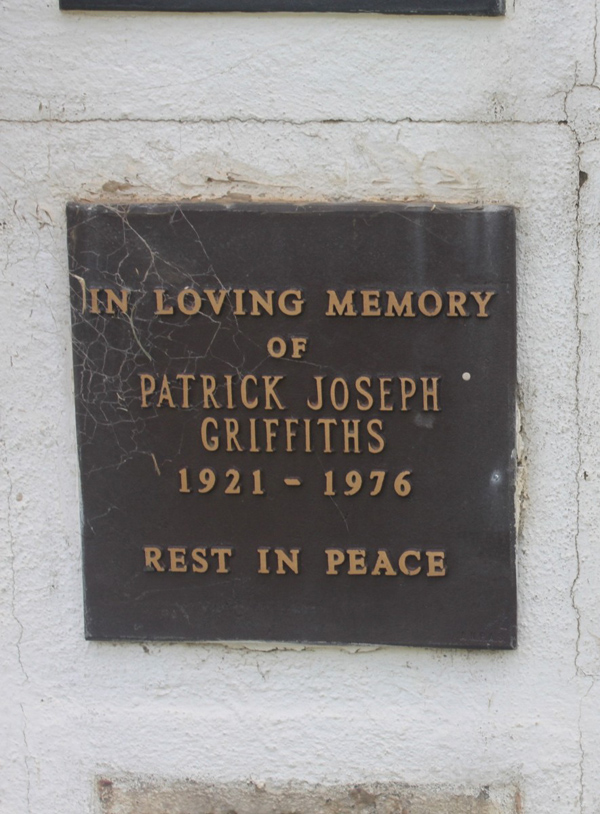 IN LOVING MEMORY
OF
PATRICK JOSEPH
GRIFFITHS
1921 - 1976
REST IN PEACE